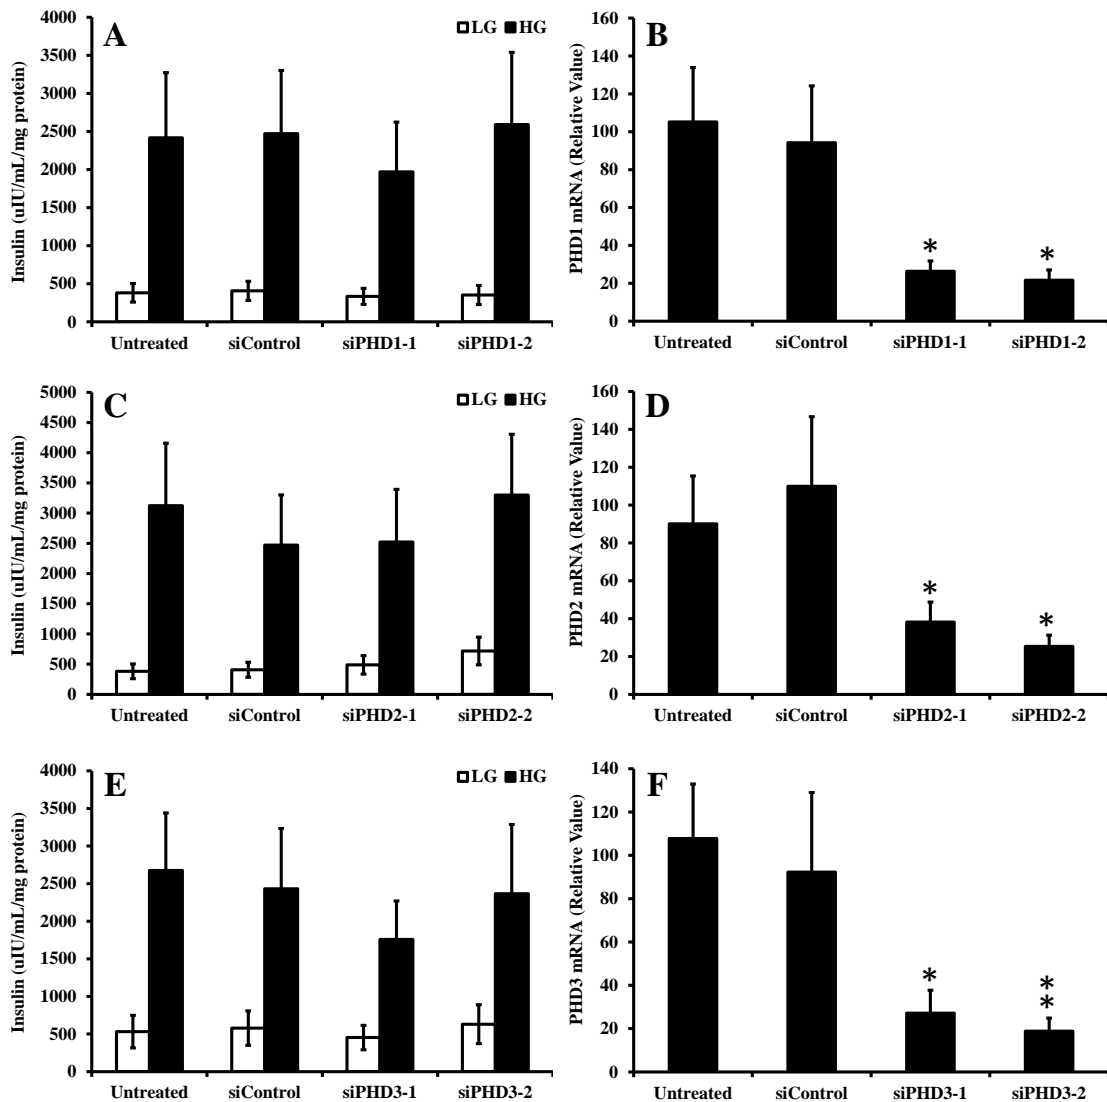 A
LG HG
Insulin (uIU/mL/mg protein)
4000
3500
3000
2500
2000
1500
1000
500
0
Untreated siControl siPHD1-1 siPHD1-2
B
PHD1 mRNA (Relative Value)
160
140
120
100
80
60
40
20
0
* *
Untreated siControl siPHD1-1 siPHD1-2
C
LG HG
Insulin (uIU/mL/mg protein)
5000
4500
4000
3500
3000
2500
2000
1500
1000
500
0
Untreated siControl siPHD2-1 siPHD2-2
D
PHD2 mRNA (Relative Value)
160
140
120
100
80
60
40
20
0
* *
Untreated siControl siPHD2-1 siPHD2-2
E
LG HG
Insulin (uIU/mL/mg protein)
4000
3500
3000
2500
2000
1500
1000
500
0
Untreated siControl siPHD3-1 siPHD3-2
F
PHD3 mRNA (Relative Value)
140
120
100
80
60
40
20
0
* * *
Untreated siControl siPHD3-1 siPHD3-2